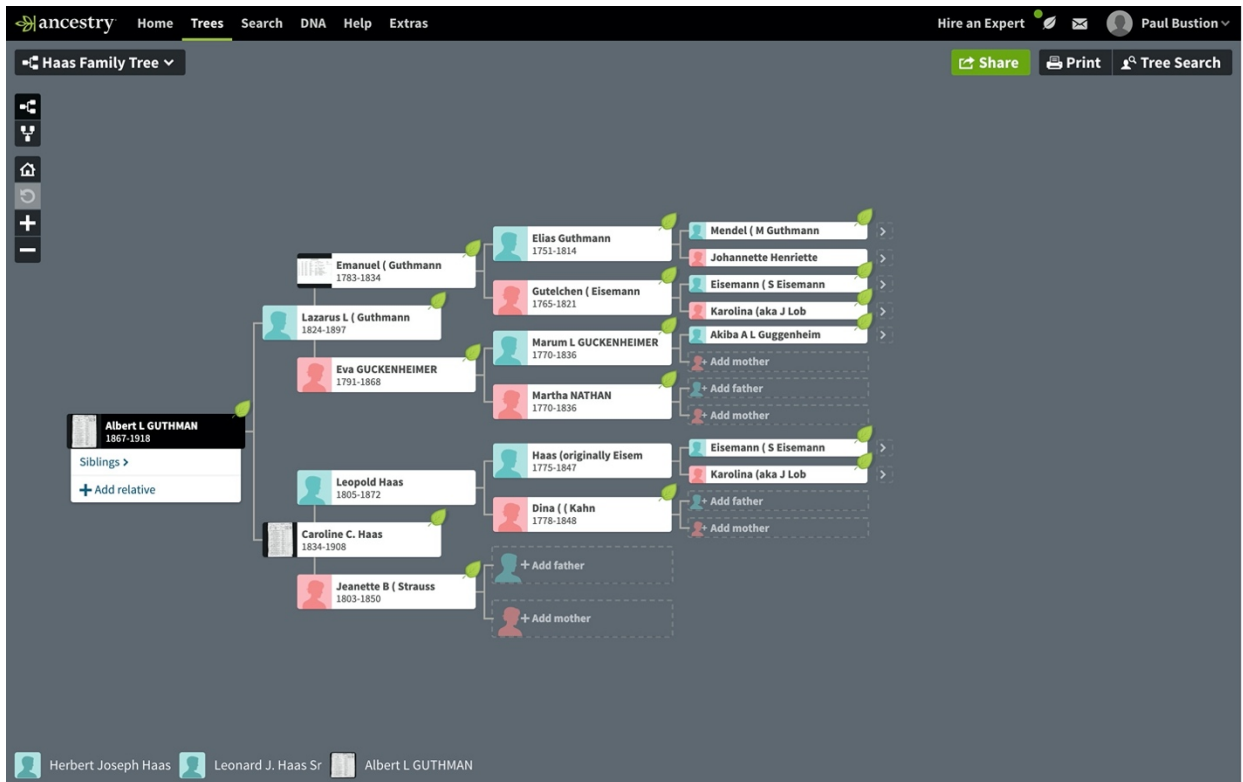 ancestry Home Trees Search DNA Help Extras Hire an Expert Paul Bustion
Haas Family Tree Share Print Tree Search
Albert L GUTHMAN
1867-1918
Siblings >
+ Add relative
Lazarus L ( Guthmann
1824-1897
Caroline C. Haas
1834-1908
Emanuel ( Guthmann
1783-1834
Eva GUCKENHEIMER
1791-1868
Leopold Haas
1805-1872
Jeanette B ( Strauss
1803-1850
Elias Guthmann
1751-1814
Gutelchen ( Eisemann
1765-1821
Marum L GUCKENHEIMER
1770-1836
Martha NATHAN
1770-1836
Haas (originally Eisem
1775-1847
Dina ( ( Kahn
1778-1848
+ Add father
+ Add mother
Mendel ( M Guthmann
Johannette Henriette
Eisemann ( S Eisemann
Karolina (aka J Lob
Akiba A L Guggenheim
+ Add mother
+ Add father
+ Add mother
Eisemann ( S Eisemann
Karolina (aka J Lob
+ Add father
+ Add mother
Herbert Joseph Haas Leonard J. Haas Sr Albert L GUTHMAN